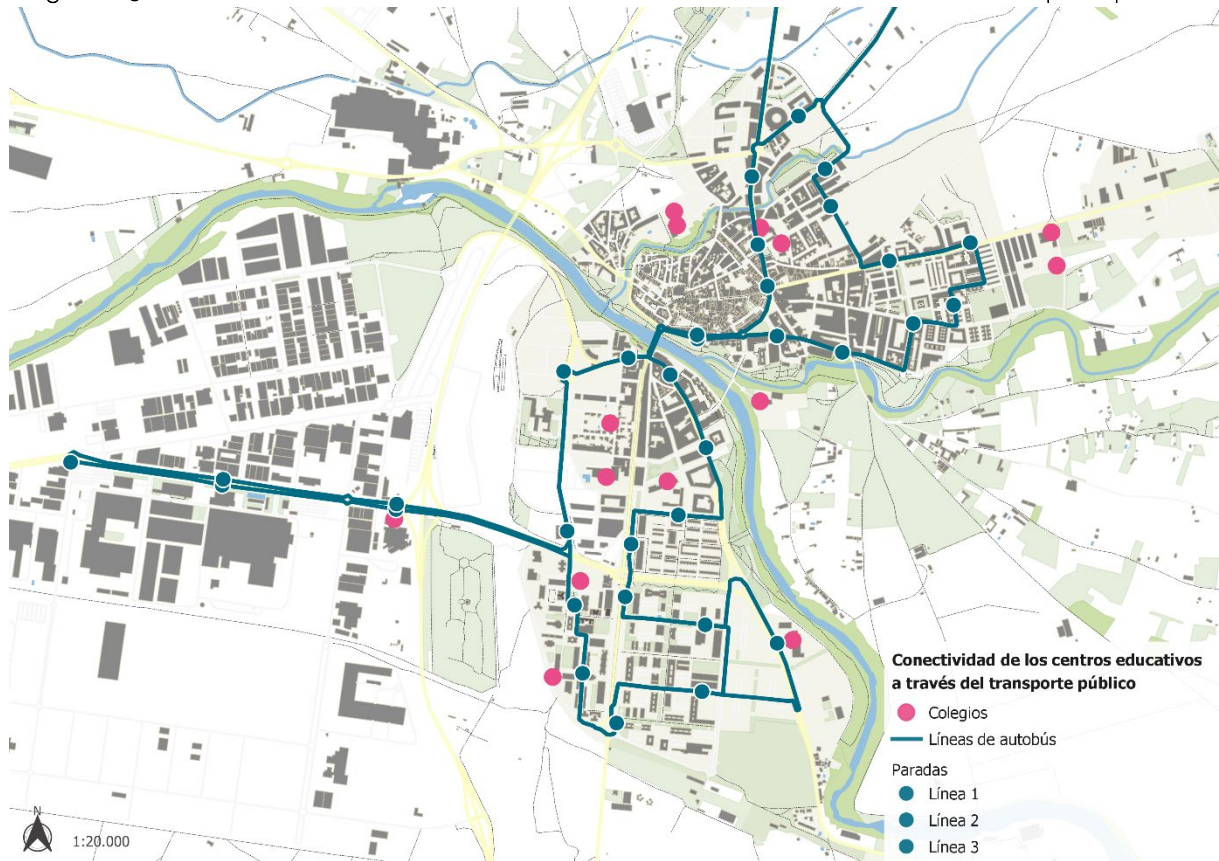 Conectividad de los centros educativos
a través del transporte público
Colegios
Líneas de autobús
Paradas
Línea 1
Línea 2
Línea 3
N
1:20.000